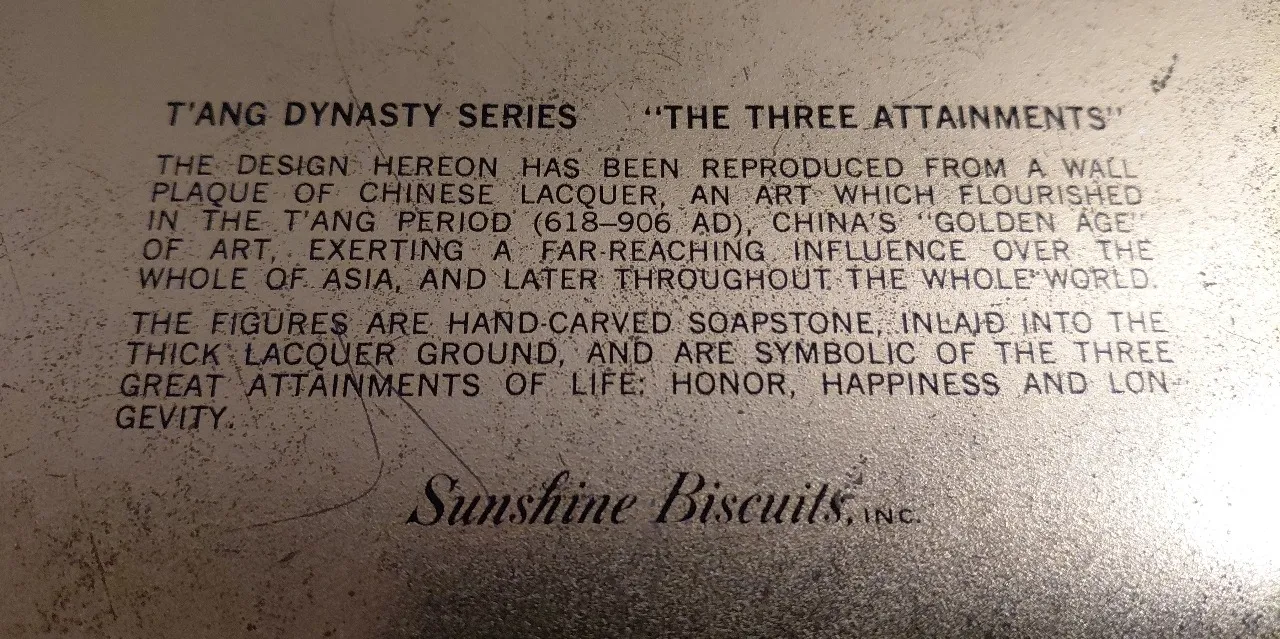 T'ANG DYNASTY SERIES "THE THREE ATTAINMENTS"
THE DESIGN HEREON HAS BEEN REPRODUCED FROM A WALL
PLAQUE OF CHINESE LACQUER, AN ART WHICH FLOURISHED
IN THE T'ANG PERIOD (618–906 AD), CHINA'S "GOLDEN AGE"
OF ART, EXERTING A FAR-REACHING INFLUENCE OVER THE
WHOLE OF ASIA, AND LATER THROUGHOUT THE WHOLE WORLD.
THE FIGURES ARE HAND-CARVED SOAPSTONE, INLAID INTO THE
THICK LACQUER GROUND, AND ARE SYMBOLIC OF THE THREE
GREAT ATTAINMENTS OF LIFE: HONOR, HAPPINESS AND LON-
GEVITY.
Sunshine Biscuits, INC.